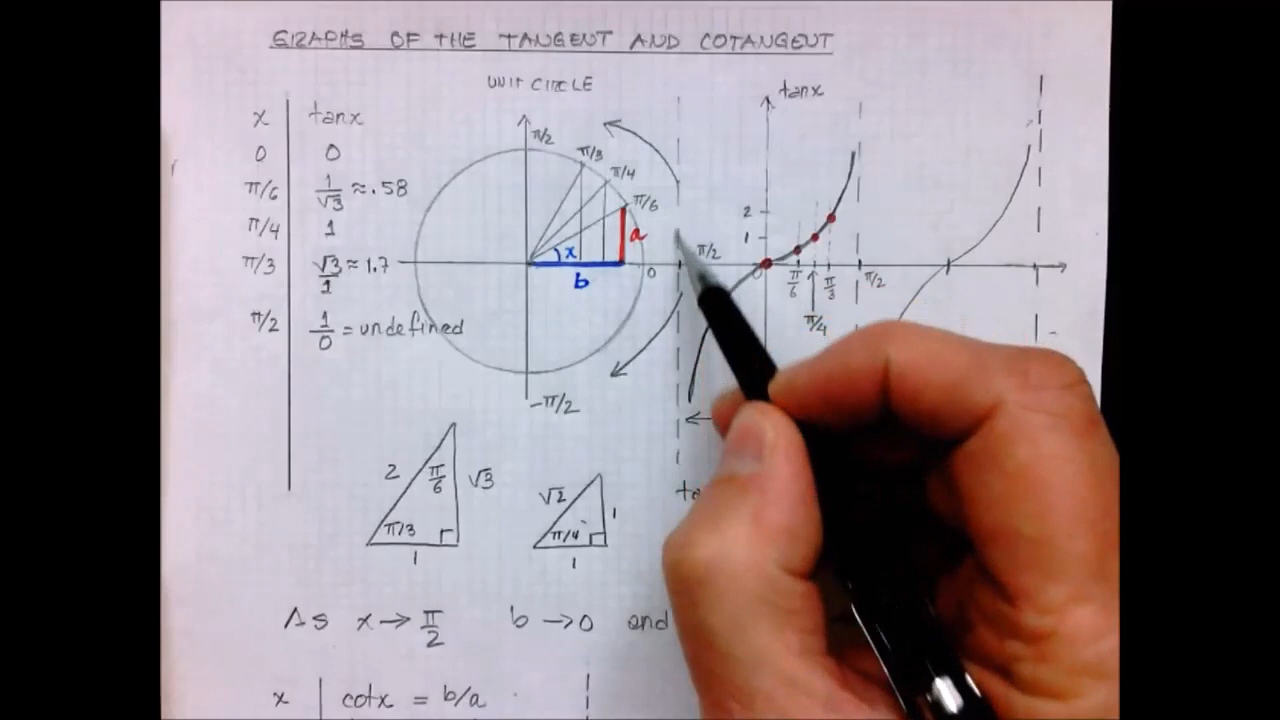 GRAPHS OF THE TANGENT AND COTANGENT
UNIT CIRCLE
x tanx
0 0
π/6 1/√3 ≈ .58
π/4 1
π/3 √3/1 ≈ 1.7
π/2 1/0 = undefined
π/2
π/3
π/4
π/6
a
x
b
0
-π/2
tanx
2
1
π/2
0
π/6
π/3
π/4
π/2
2
π/6
√3
π/3
1
√2
1
π/4
1
As x → π/2 b → 0 and
x cotx = b/a